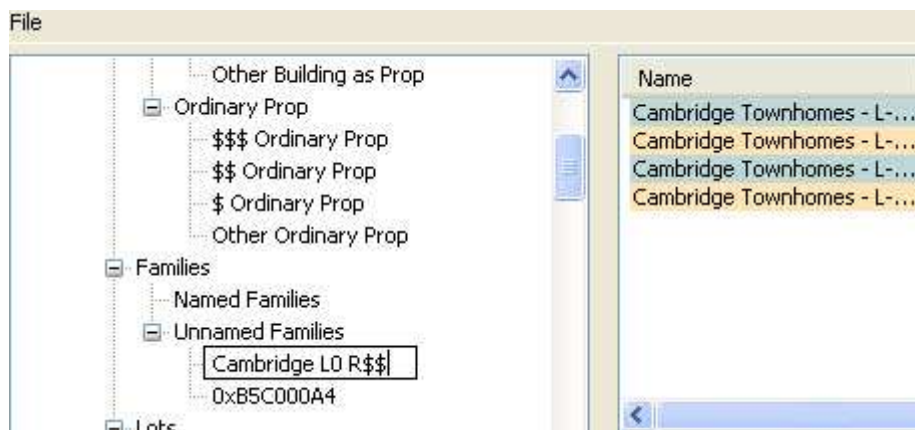 File
Other Building as Prop
Ordinary Prop
$$$ Ordinary Prop
$$ Ordinary Prop
$ Ordinary Prop
Other Ordinary Prop
Families
Named Families
Unnamed Families
Cambridge L0 R$$
0xB5C000A4
Lots
Name
Cambridge Townhomes - L-...
Cambridge Townhomes - L-...
Cambridge Townhomes - L-...
Cambridge Townhomes - L-...